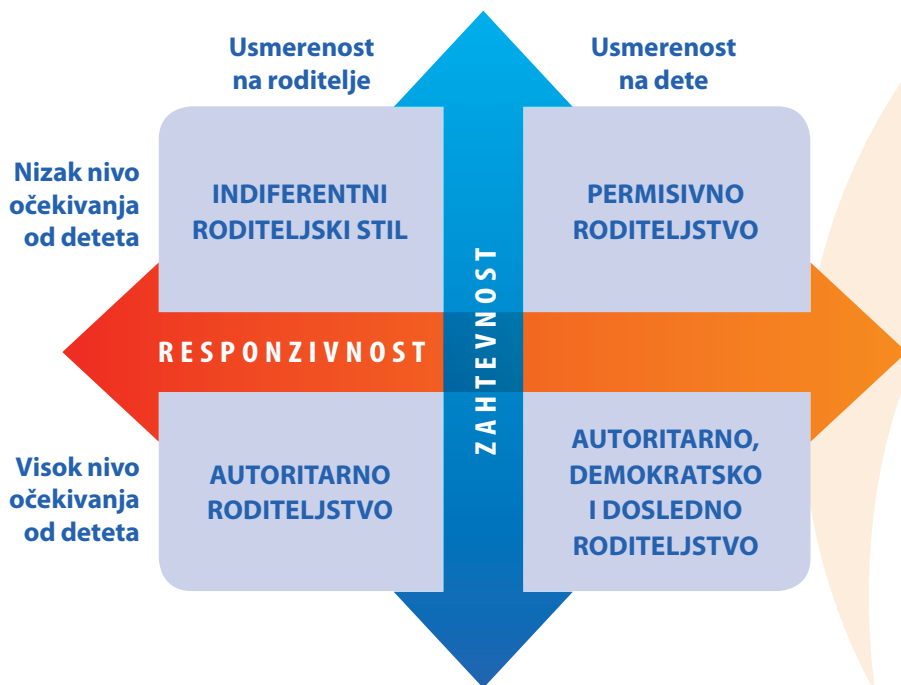 Usmerenost
na roditelje
Usmerenost
na dete
Nizak nivo
očekivanja
od deteta
INDIFERENTNI
RODITELJSKI STIL
PERMISIVNO
RODITELJSTVO
RESPONZIVNOST
ZAHTEVNOST
Visok nivo
očekivanja
od deteta
AUTORITARNO
RODITELJSTVO
AUTORITARNO,
DEMOKRATSKO
I DOSLEDNO
RODITELJSTVO